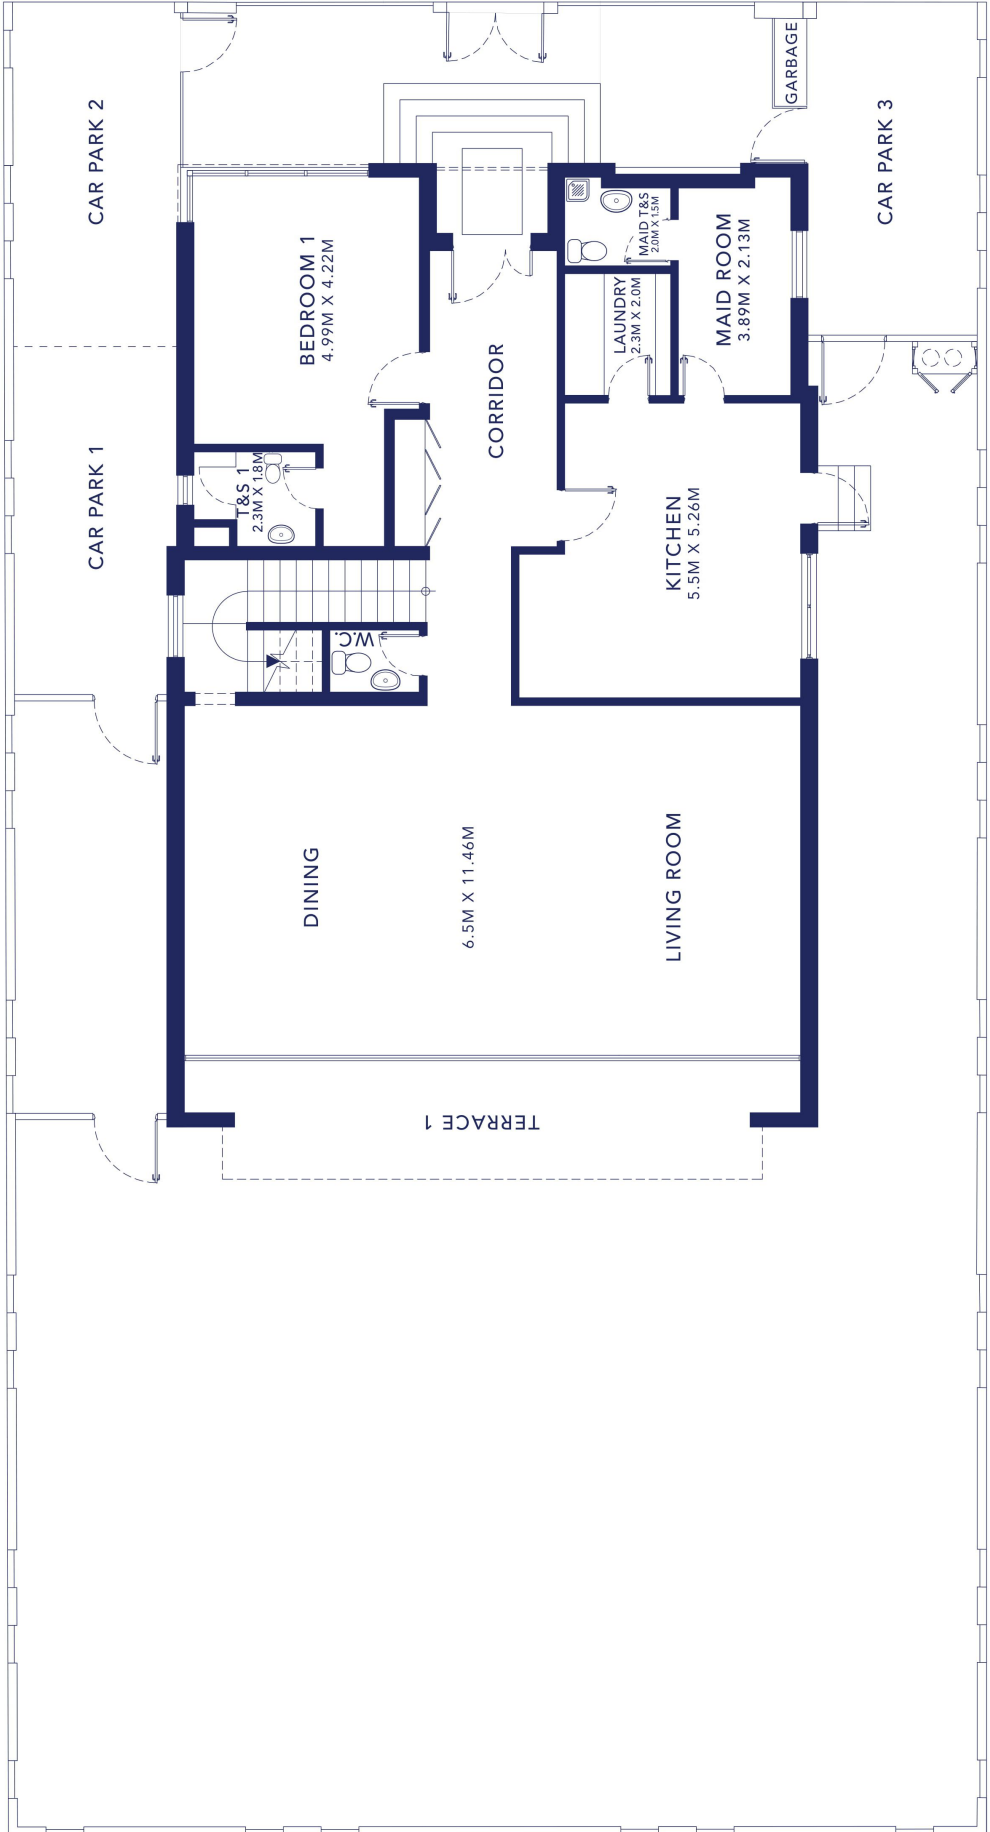 GARBAGE
CAR PARK 2
CAR PARK 3
BEDROOM 1
4.99M X 4.22M
MAID T&S
2.0M X 1.5M
MAID ROOM
3.89M X 2.13M
LAUNDRY
2.3M X 2.0M
CORRIDOR
CAR PARK 1
T&S 1
2.3M X 1.8M
KITCHEN
5.5M X 5.26M
W.C.
DINING
6.5M X 11.46M
LIVING ROOM
TERRACE 1